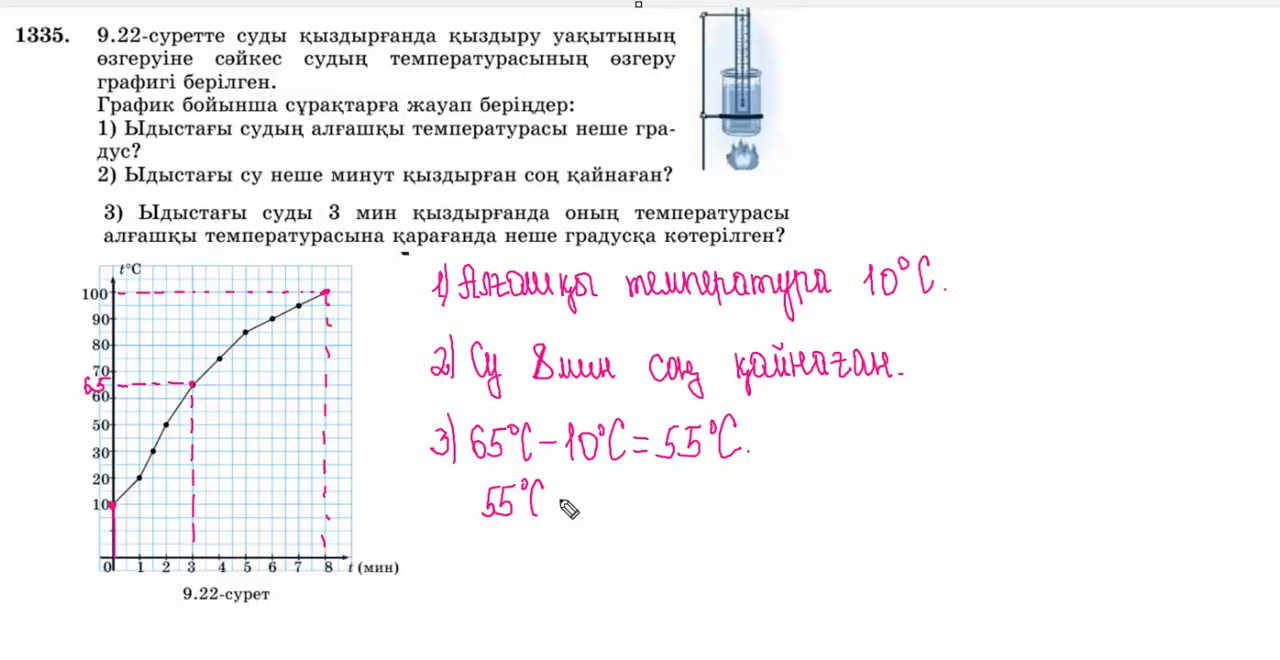 1335. 9.22-суретте суды қыздырғанда қыздыру уақытының
өзгеруіне сәйкес судың температурасының өзгеру
графигі берілген.
График бойынша сұрақтарға жауап беріңдер:
1) Ыдыстағы судың алғашқы температурасы неше гра-
дус?
2) Ыдыстағы су неше минут қыздырған соң қайнаған?
3) Ыдыстағы суды 3 мин қыздырғанда оның температурасы
алғашқы температурасына қарағанда неше градусқа көтерілген?
t°C
100
90
80
70
65
60
50
30
20
10
0 1 2 3 4 5 6 7 8 t (мин)
9.22-сурет
1) Алғашқы температура 10°C.
2) Су 8 мин соң қайнаған.
3) 65°C - 10°C = 55°C.
55°C